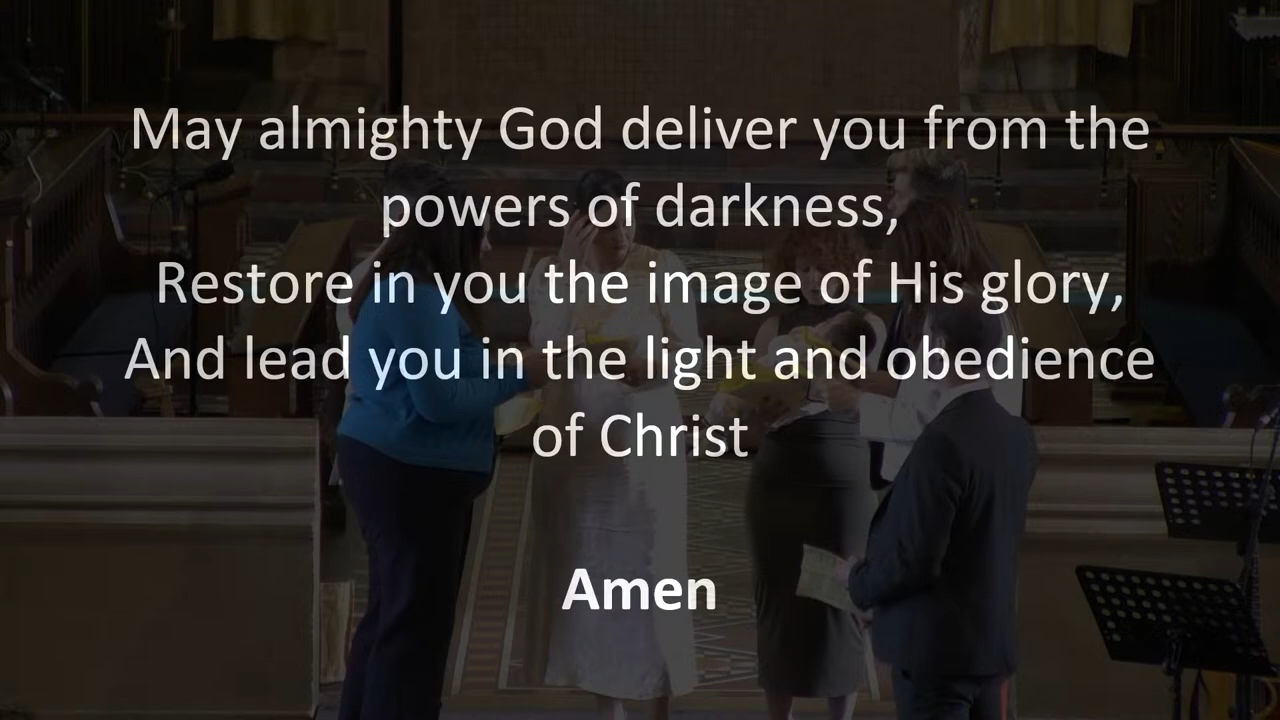 May almighty God deliver you from the
powers of darkness,
Restore in you the image of His glory,
And lead you in the light and obedience
of Christ
Amen